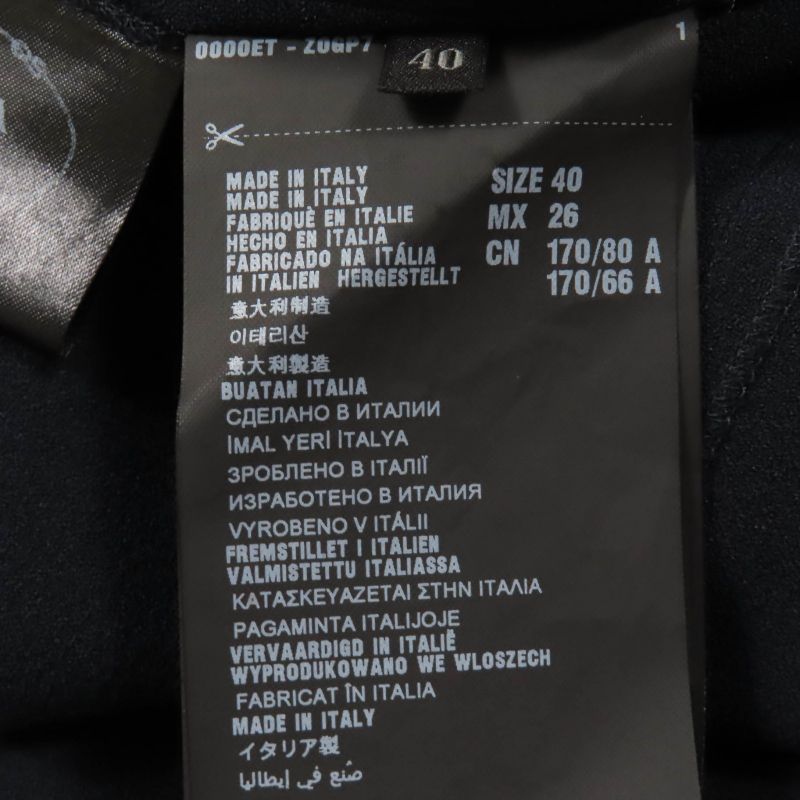 0000ET - Z0GP7
40
1
MADE IN ITALY
MADE IN ITALY
FABRIQUÈ EN ITALIE
HECHO EN ITALIA
FABRICADO NA ITÁLIA
IN ITALIEN HERGESTELLT
意大利制造
이태리산
意大利製造
BUATAN ITALIA
СДЕЛАНО В ИТАЛИИ
İMAL YERİ İTALYA
ЗРОБЛЕНО В ІТАЛІЇ
ИЗРАБОТЕНО В ИТАЛИЯ
VYROBENO V ITÁLII
FREMSTILLET I ITALIEN
VALMISTETTU ITALIASSA
ΚΑΤΑΣΚΕΥΑΖΕΤΑΙ ΣΤΗΝ ΙΤΑΛΙΑ
PAGAMINTA ITALIJOJE
VERVAARDIGD IN ITALIË
WYPRODUKOWANO WE WLOSZECH
FABRICAT ÎN ITALIA
MADE IN ITALY
イタリア製
صُنع في إيطاليا
SIZE 40
MX 26
CN 170/80 A
170/66 A